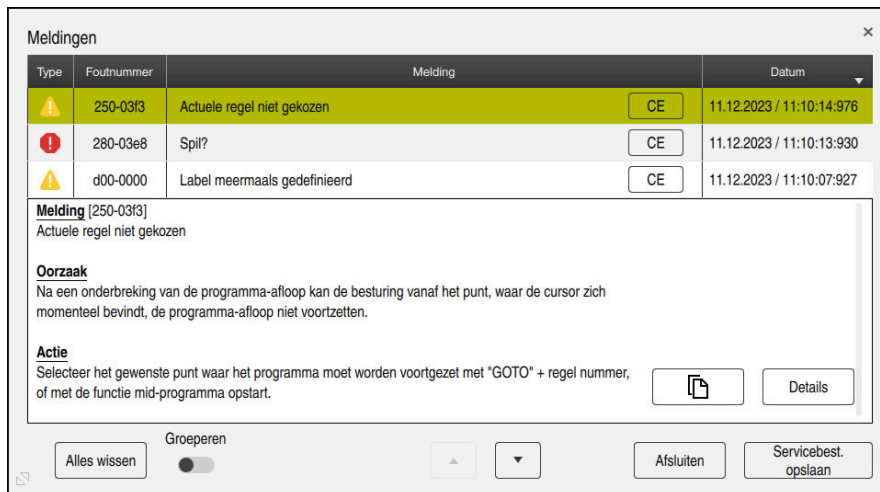 Meldingen
Type Foutnummer Melding Datum
250-03f3 Actuele regel niet gekozen CE 11.12.2023 / 11:10:14:976
280-03e8 Spil? CE 11.12.2023 / 11:10:13:930
d00-0000 Label meermaals gedefinieerd CE 11.12.2023 / 11:10:07:927
Melding [250-03f3]
Actuele regel niet gekozen
Oorzaak
Na een onderbreking van de programma-afloop kan de besturing vanaf het punt, waar de cursor zich
momenteel bevindt, de programma-afloop niet voortzetten.
Actie
Selecteer het gewenste punt waar het programma moet worden voortgezet met "GOTO" + regel nummer,
of met de functie mid-programma opstart.
Details
Alles wissen
Groeperen
Afsluiten
Servicebest.
opslaan